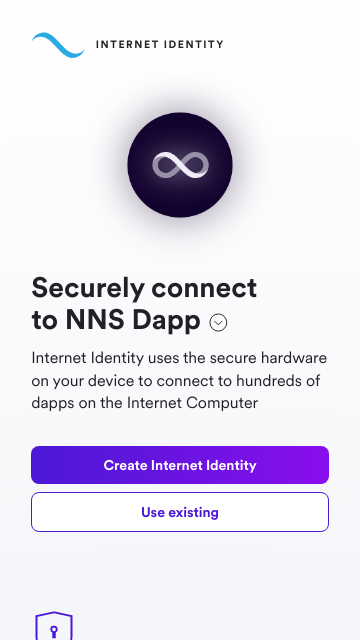 INTERNET IDENTITY
Securely connect
to NNS Dapp
Internet Identity uses the secure hardware
on your device to connect to hundreds of
dapps on the Internet Computer
Create Internet Identity
Use existing